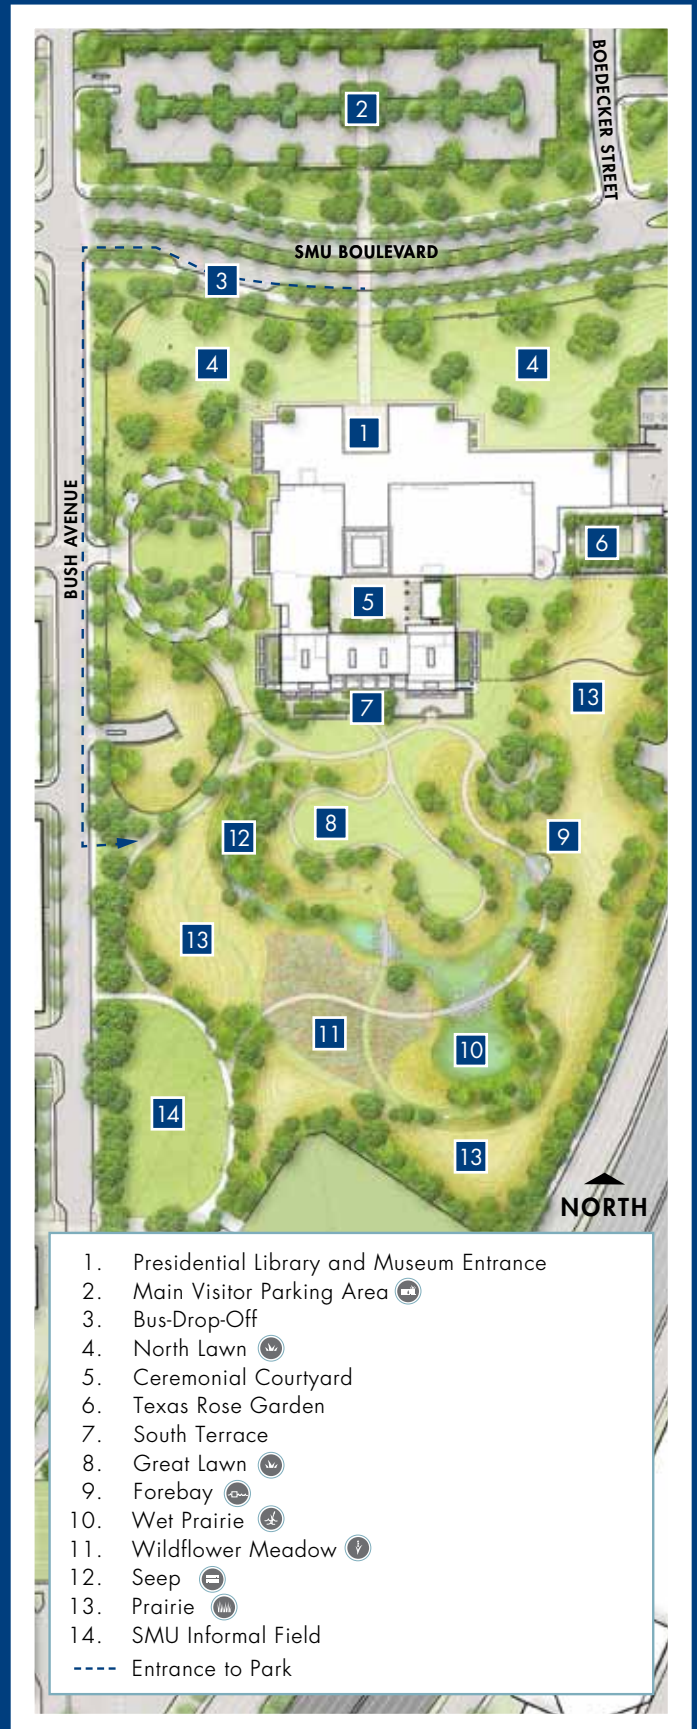 BOEDECKER STREET
2
SMU BOULEVARD
3
4
4
1
BUSH AVENUE
6
5
13
7
8
12
9
13
11
10
14
13
NORTH
1. Presidential Library and Museum Entrance
2. Main Visitor Parking Area
3. Bus-Drop-Off
4. North Lawn
5. Ceremonial Courtyard
6. Texas Rose Garden
7. South Terrace
8. Great Lawn
9. Forebay
10. Wet Prairie
11. Wildflower Meadow
12. Seep
13. Prairie
14. SMU Informal Field
---- Entrance to Park